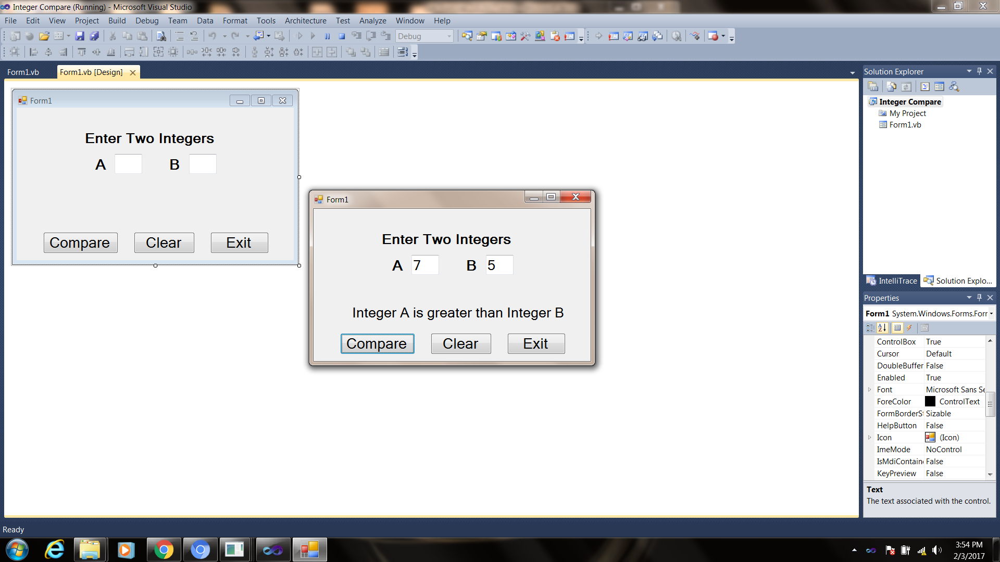 Integer Compare (Running) - Microsoft Visual Studio
File Edit View Project Build Debug Team Data Format Tools Architecture Test Analyze Window Help
Debug
Form1.vb Form1.vb [Design]
Form1
Enter Two Integers
A B
Compare Clear Exit
Form1
Enter Two Integers
A 7 B 5
Integer A is greater than Integer B
Compare Clear Exit
Solution Explorer
Integer Compare
My Project
Form1.vb
IntelliTrace Solution Explo...
Properties
Form1 System.Windows.Forms.Forr
ControlBox True
Cursor Default
DoubleBuffer False
Enabled True
Font Microsoft Sans Se
ForeColor ControlText
FormBorderSt Sizable
HelpButton False
Icon (Icon)
ImeMode NoControl
IsMdiContaine False
KeyPreview False
Text
The text associated with the control.
Ready
3:54 PM
2/3/2017